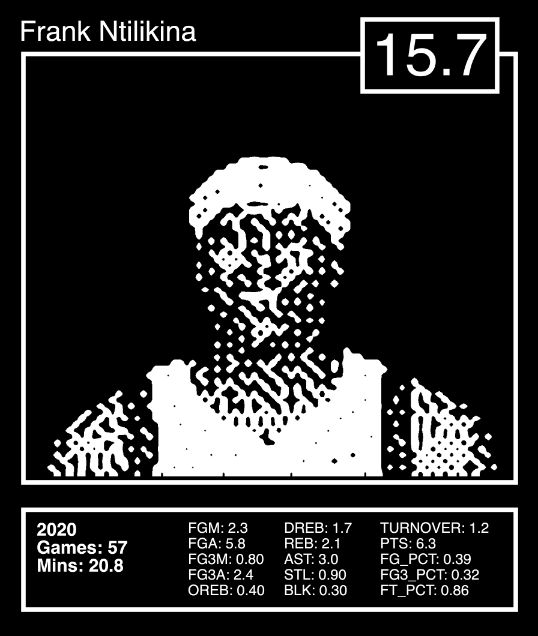 Frank Ntilikina
15.7
2020
Games: 57
Mins: 20.8
FGM: 2.3
FGA: 5.8
FG3M: 0.80
FG3A: 2.4
OREB: 0.40
DREB: 1.7
REB: 2.1
AST: 3.0
STL: 0.90
BLK: 0.30
TURNOVER: 1.2
PTS: 6.3
FG_PCT: 0.39
FG3_PCT: 0.32
FT_PCT: 0.86